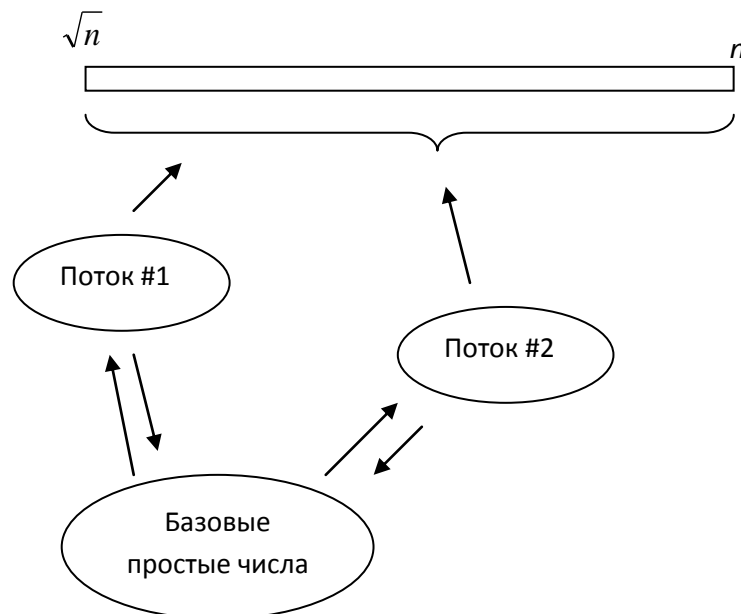 √n
n
Поток #1
Поток #2
Базовые
простые числа